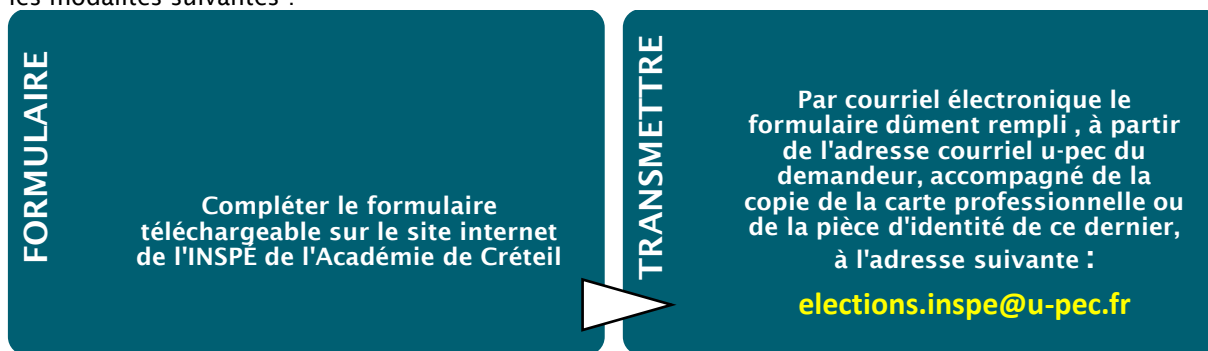 les modalités suivantes :
FORMULAIRE
Compléter le formulaire
téléchargeable sur le site internet
de l'INSPÉ de l'Académie de Créteil
TRANSMETTRE
Par courriel électronique le
formulaire dûment rempli , à partir
de l'adresse courriel u-pec du
demandeur, accompagné de la
copie de la carte professionnelle ou
de la pièce d'identité de ce dernier,
à l'adresse suivante :
elections.inspe@u-pec.fr